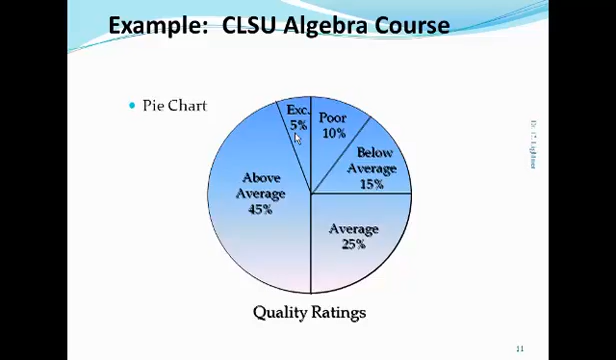 Example: CLSU Algebra Course
• Pie Chart
Exc.
5%
Poor
10%
Below
Average
15%
Above
Average
45%
Average
25%
Quality Ratings
11